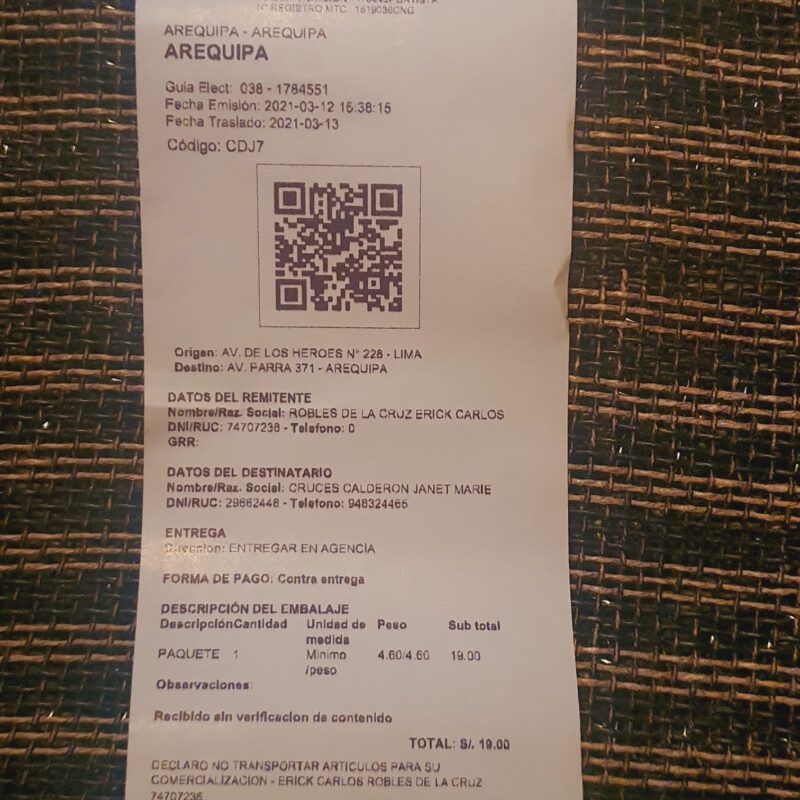 N° REGISTRO MTC - 1519036CNG
AREQUIPA - AREQUIPA
AREQUIPA
Guia Elect: 038 - 1784551
Fecha Emisión: 2021-03-12 16:38:15
Fecha Traslado: 2021-03-13
Código: CDJ7
Origen: AV. DE LOS HEROES N° 228 - LIMA
Destino: AV. PARRA 371 - AREQUIPA
DATOS DEL REMITENTE
Nombre/Raz. Social: ROBLES DE LA CRUZ ERICK CARLOS
DNI/RUC: 74707236 - Telefono: 0
GRR:
DATOS DEL DESTINATARIO
Nombre/Raz. Social: CRUCES CALDERON JANET MARIE
DNI/RUC: 29662448 - Telefono: 948324465
ENTREGA
Direccion: ENTREGAR EN AGENCIA
FORMA DE PAGO: Contra entrega
DESCRIPCIÓN DEL EMBALAJE
DescripciónCantidad Unidad de medida Peso Sub total
PAQUETE 1 Minimo /peso 4.60/4.60 19.00
Observaciones:
Recibido sin verificacion de contenido
TOTAL: S/. 19.00
DECLARO NO TRANSPORTAR ARTICULOS PARA SU
COMERCIALIZACION - ERICK CARLOS ROBLES DE LA CRUZ
74707236